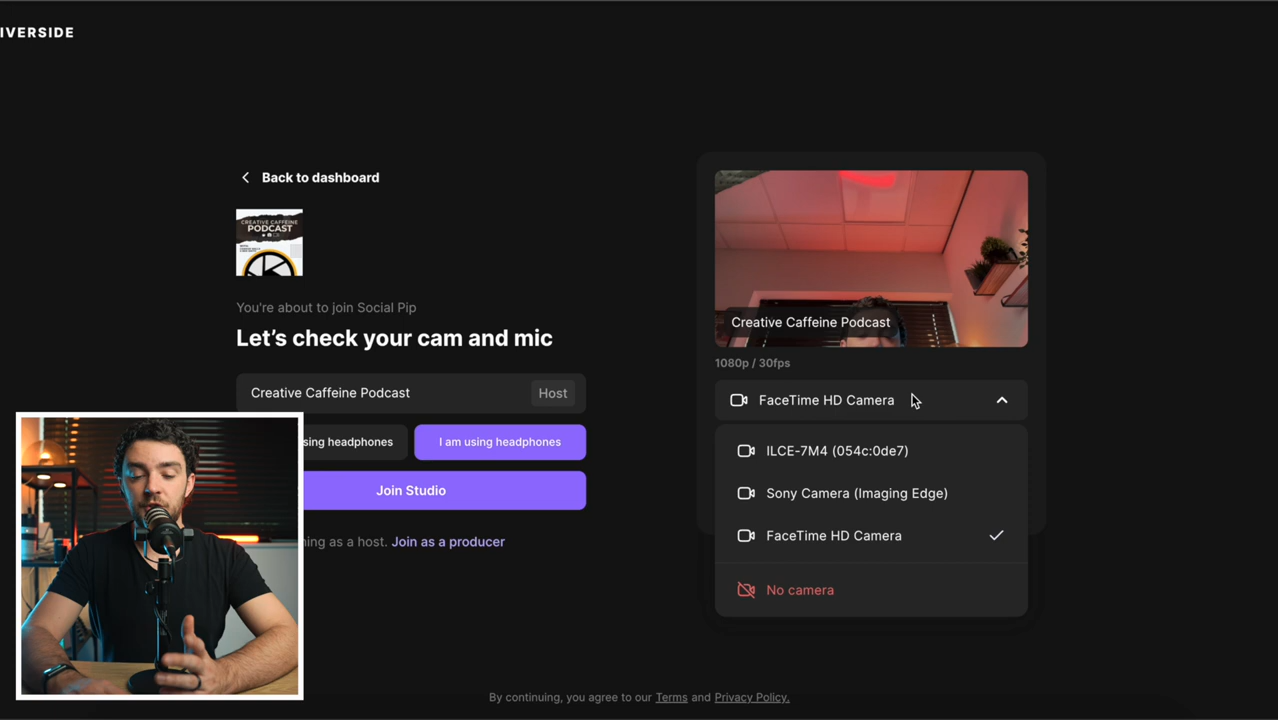 IVERSIDE
Back to dashboard
CREATIVE CAFFEINE
PODCAST
You're about to join Social Pip
Let's check your cam and mic
Creative Caffeine Podcast
Host
sing headphones
I am using headphones
Join Studio
ing as a host. Join as a producer
Creative Caffeine Podcast
1080p / 30fps
FaceTime HD Camera
ILCE-7M4 (054c:0de7)
Sony Camera (Imaging Edge)
FaceTime HD Camera
No camera
By continuing, you agree to our Terms and Privacy Policy.